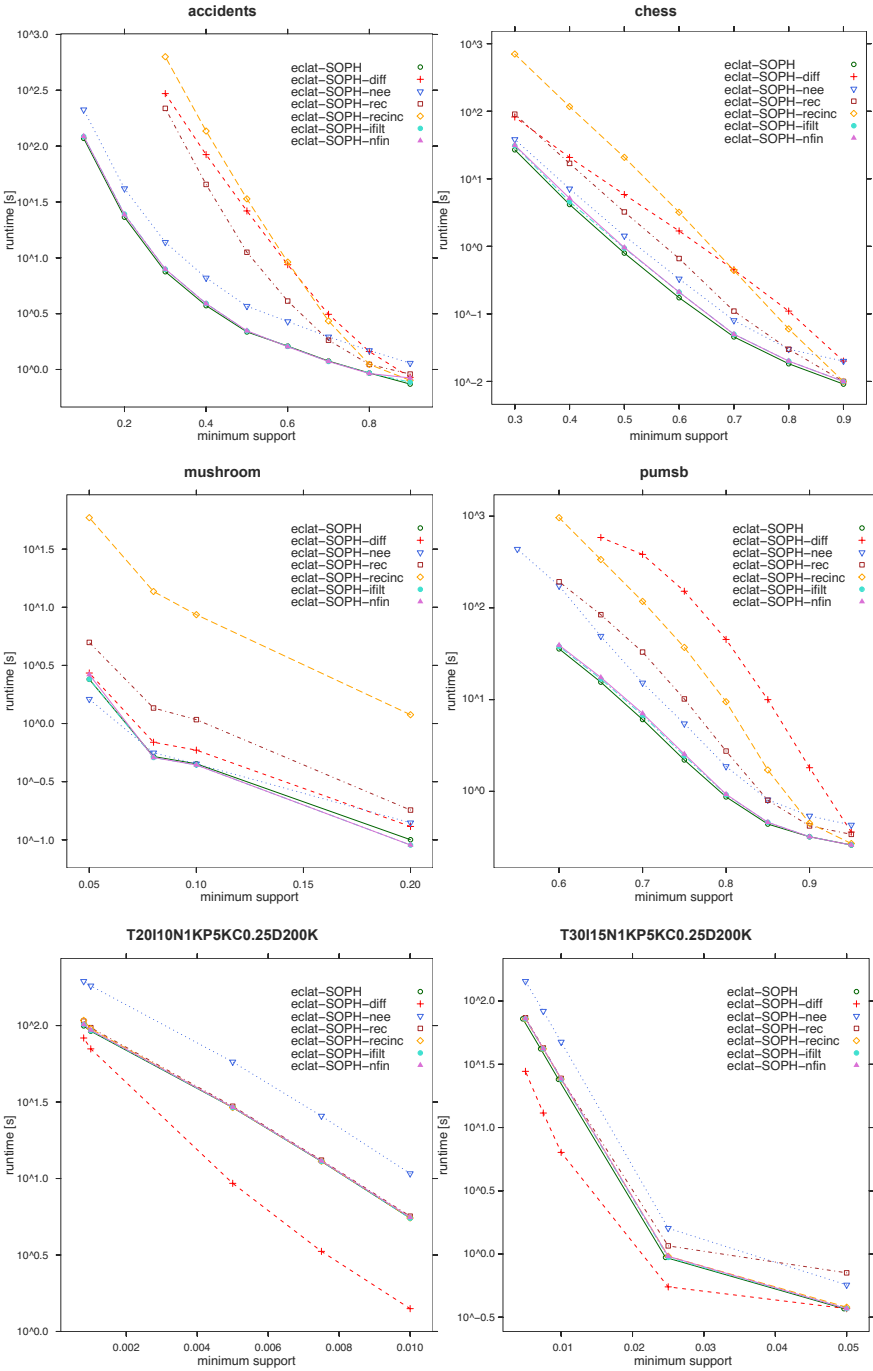 accidents
10^3.0
10^2.5
10^2.0
10^1.5
10^1.0
10^0.5
10^0.0
runtime [s]
eclat−SOPH
eclat−SOPH−diff
eclat−SOPH−nee
eclat−SOPH−rec
eclat−SOPH−recinc
eclat−SOPH−ifilt
eclat−SOPH−nfin
0.2 0.4 0.6 0.8
minimum support
chess
10^3
10^2
10^1
10^0
10^−1
10^−2
runtime [s]
eclat−SOPH
eclat−SOPH−diff
eclat−SOPH−nee
eclat−SOPH−rec
eclat−SOPH−recinc
eclat−SOPH−ifilt
eclat−SOPH−nfin
0.3 0.4 0.5 0.6 0.7 0.8 0.9
minimum support
mushroom
10^1.5
10^1.0
10^0.5
10^0.0
10^−0.5
10^−1.0
runtime [s]
eclat−SOPH
eclat−SOPH−diff
eclat−SOPH−nee
eclat−SOPH−rec
eclat−SOPH−recinc
eclat−SOPH−ifilt
eclat−SOPH−nfin
0.05 0.10 0.15 0.20
minimum support
pumsb
10^3
10^2
10^1
10^0
runtime [s]
eclat−SOPH
eclat−SOPH−diff
eclat−SOPH−nee
eclat−SOPH−rec
eclat−SOPH−recinc
eclat−SOPH−ifilt
eclat−SOPH−nfin
0.6 0.7 0.8 0.9
minimum support
T20I10N1KP5KC0.25D200K
10^2.0
10^1.5
10^1.0
10^0.5
10^0.0
runtime [s]
eclat−SOPH
eclat−SOPH−diff
eclat−SOPH−nee
eclat−SOPH−rec
eclat−SOPH−recinc
eclat−SOPH−ifilt
eclat−SOPH−nfin
0.002 0.004 0.006 0.008 0.010
minimum support
T30I15N1KP5KC0.25D200K
10^2.0
10^1.5
10^1.0
10^0.5
10^0.0
10^−0.5
runtime [s]
eclat−SOPH
eclat−SOPH−diff
eclat−SOPH−nee
eclat−SOPH−rec
eclat−SOPH−recinc
eclat−SOPH−ifilt
eclat−SOPH−nfin
0.01 0.02 0.03 0.04 0.05
minimum support